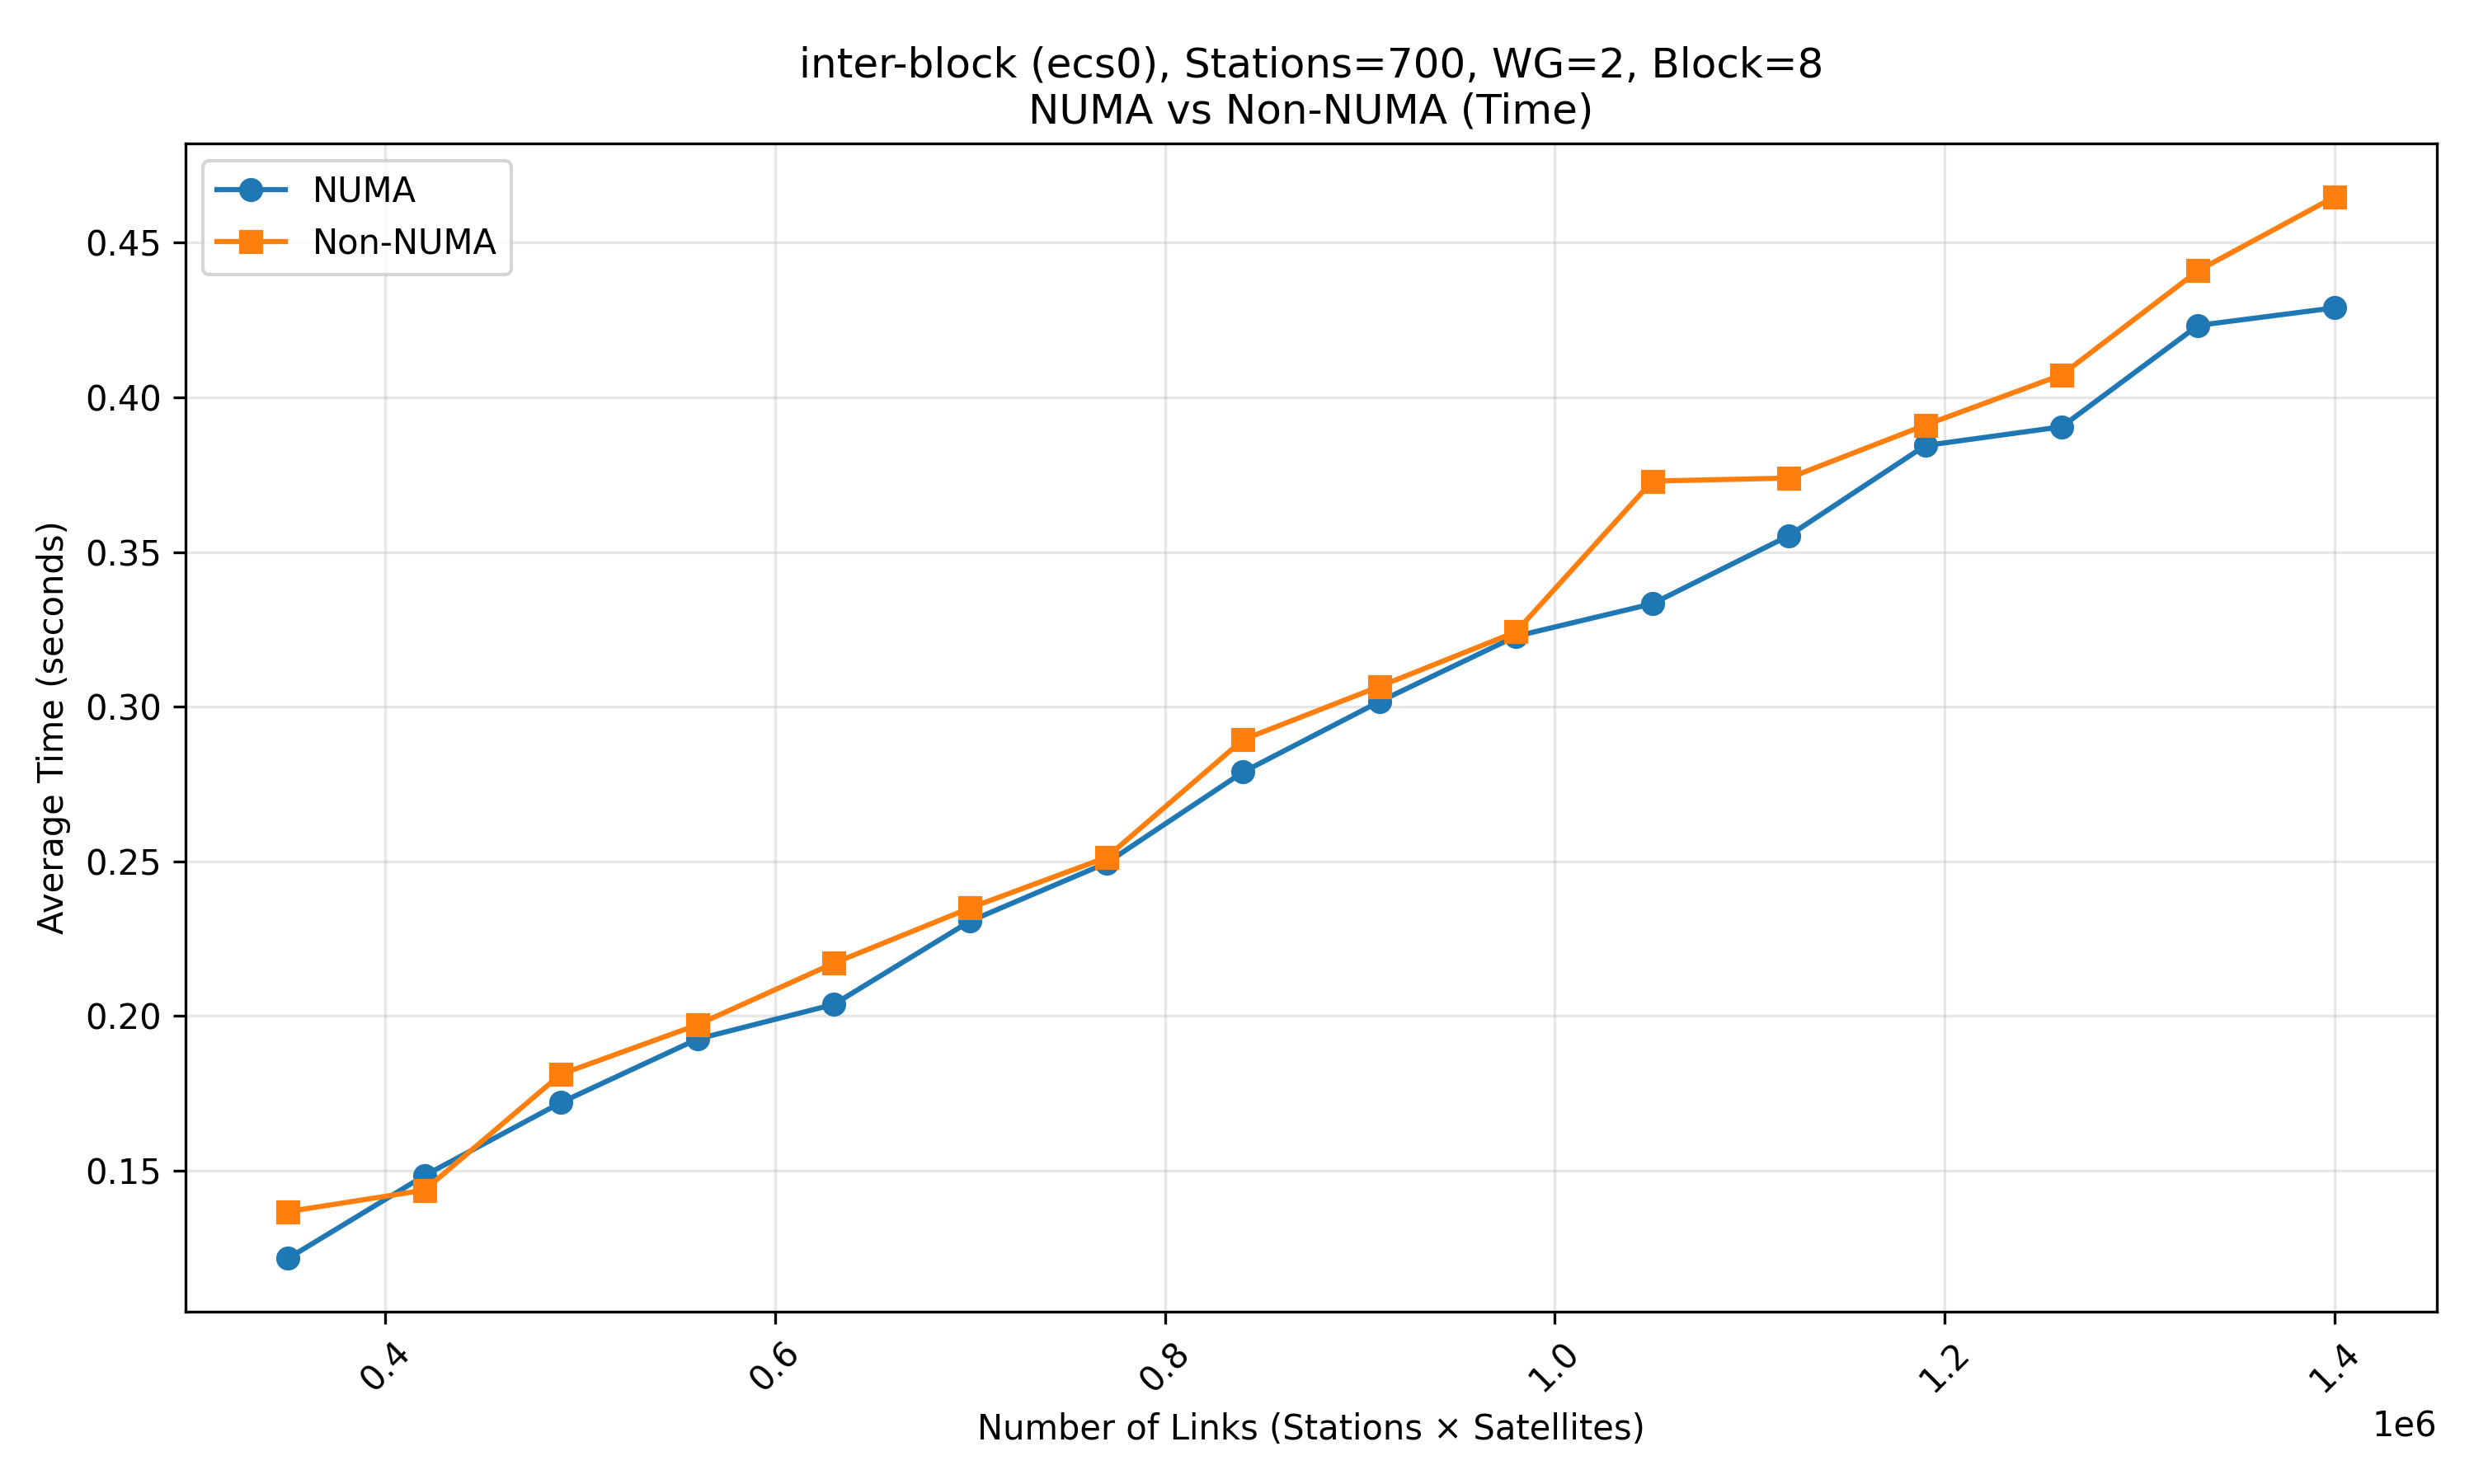 inter-block (ecs0), Stations=700, WG=2, Block=8
NUMA vs Non-NUMA (Time)
NUMA
Non-NUMA
0.45
0.40
0.35
0.30
0.25
0.20
0.15
Average Time (seconds)
0.4
0.6
0.8
1.0
1.2
1.4
1e6
Number of Links (Stations × Satellites)